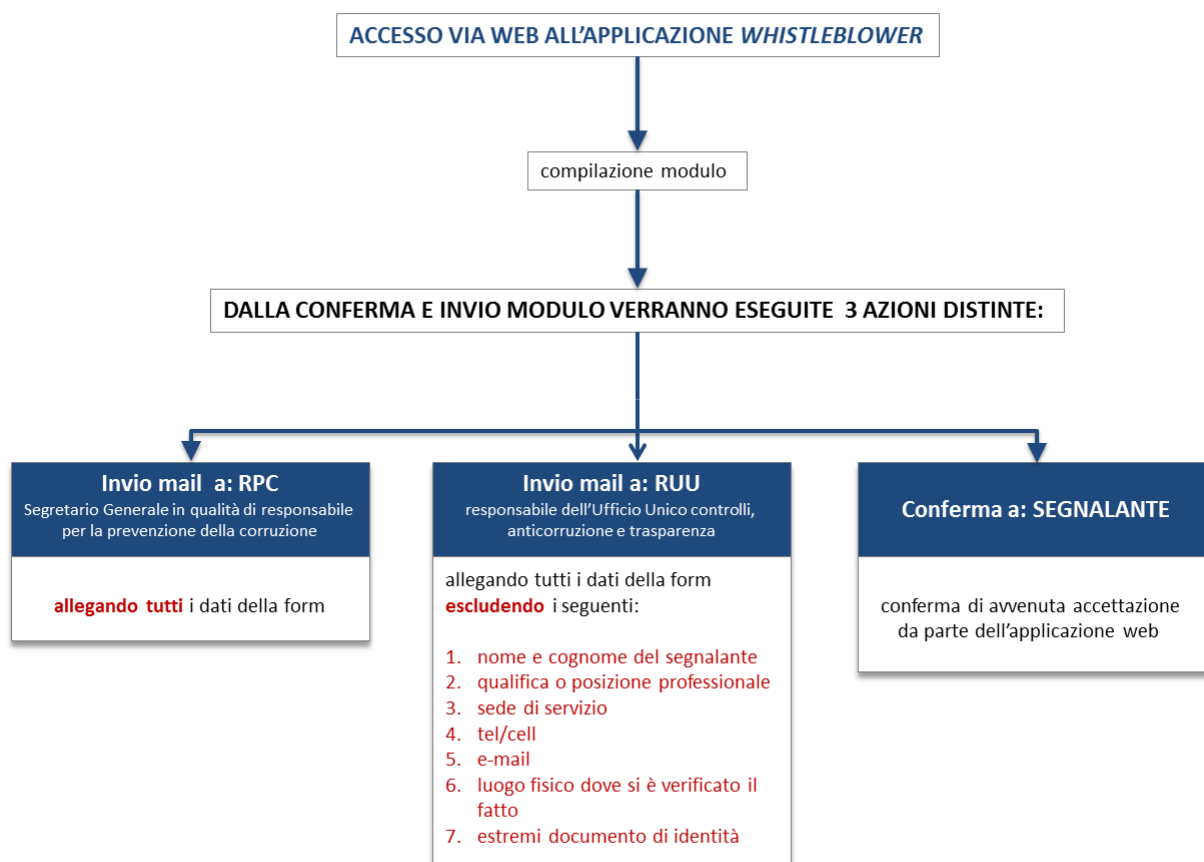 ACCESSO VIA WEB ALL'APPLICAZIONE WHISTLEBLOWER
compilazione modulo
DALLA CONFERMA E INVIO MODULO VERRANNO ESEGUITE 3 AZIONI DISTINTE:
Invio mail a: RPC
Segretario Generale in qualità di responsabile
per la prevenzione della corruzione
allegando tutti i dati della form
Invio mail a: RUU
responsabile dell'Ufficio Unico controlli,
anticorruzione e trasparenza
allegando tutti i dati della form
escludendo i seguenti:
1. nome e cognome del segnalante
2. qualifica o posizione professionale
3. sede di servizio
4. tel/cell
5. e-mail
6. luogo fisico dove si è verificato il
fatto
7. estremi documento di identità
Conferma a: SEGNALANTE
conferma di avvenuta accettazione
da parte dell'applicazione web